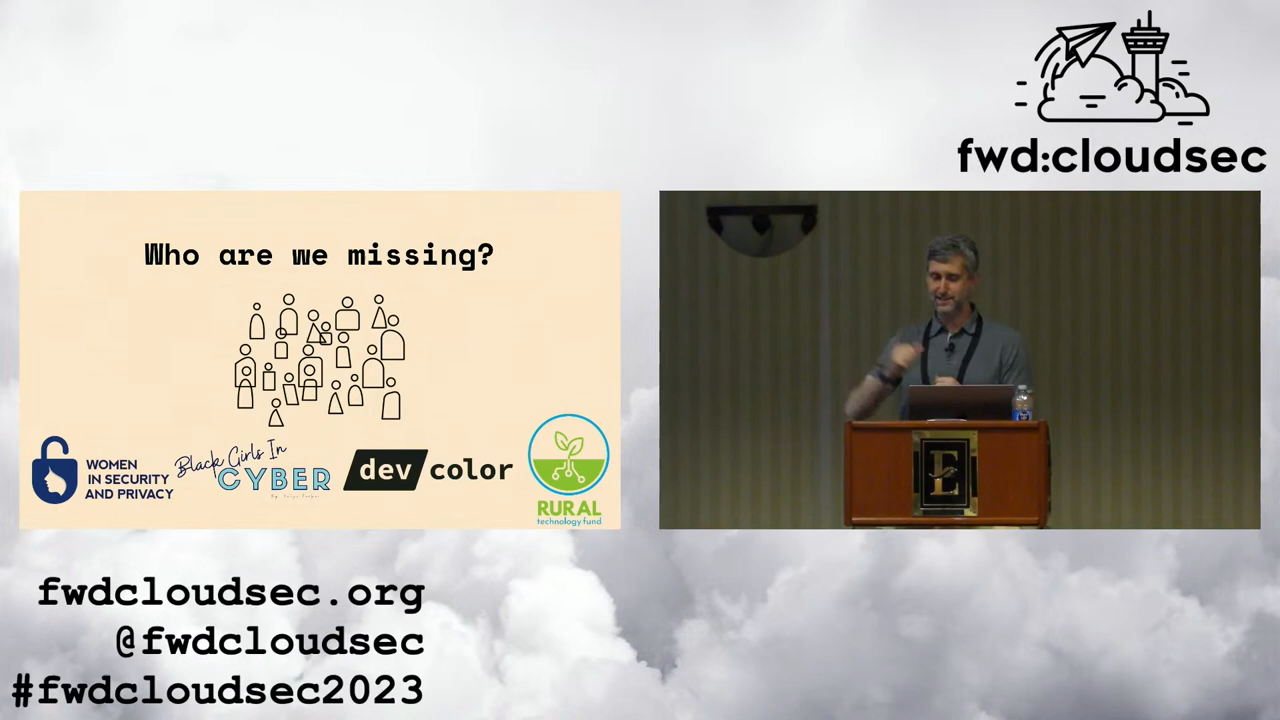 fwd:cloudsec
Who are we missing?
WOMEN
IN SECURITY
AND PRIVACY
Black Girls In
CYBER
dev color
RURAL
technology fund
E
fwdcloudsec.org
@fwdcloudsec
#fwdcloudsec2023